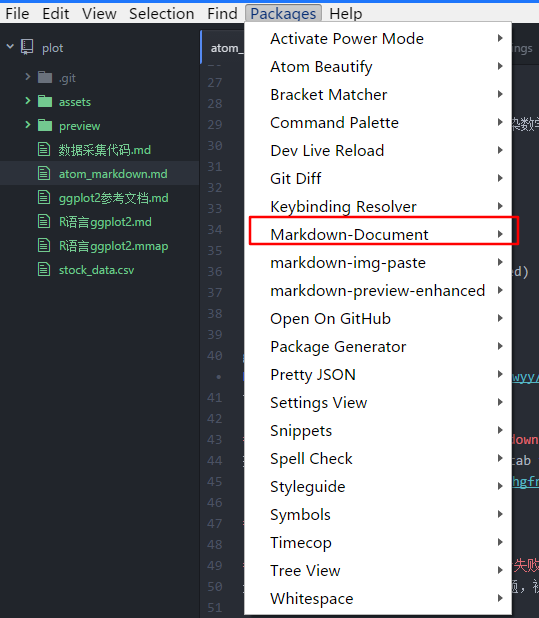 File Edit View Selection Find Packages Help
plot
.git
assets
preview
数据采集代码.md
atom_markdown.md
ggplot2参考文档.md
R语言ggplot2.md
R语言ggplot2.mmap
stock_data.csv
atom_
ings
27
28
29
染数学
30
31
32
33
34
35
36
ed)
37
38
39
40
wyy/
41
42
43
down
44
tab
45
hgfr
46
47
48
49
失败
50
题，被
51
Activate Power Mode
Atom Beautify
Bracket Matcher
Command Palette
Dev Live Reload
Git Diff
Keybinding Resolver
Markdown-Document
markdown-img-paste
markdown-preview-enhanced
Open On GitHub
Package Generator
Pretty JSON
Settings View
Snippets
Spell Check
Styleguide
Symbols
Timecop
Tree View
Whitespace